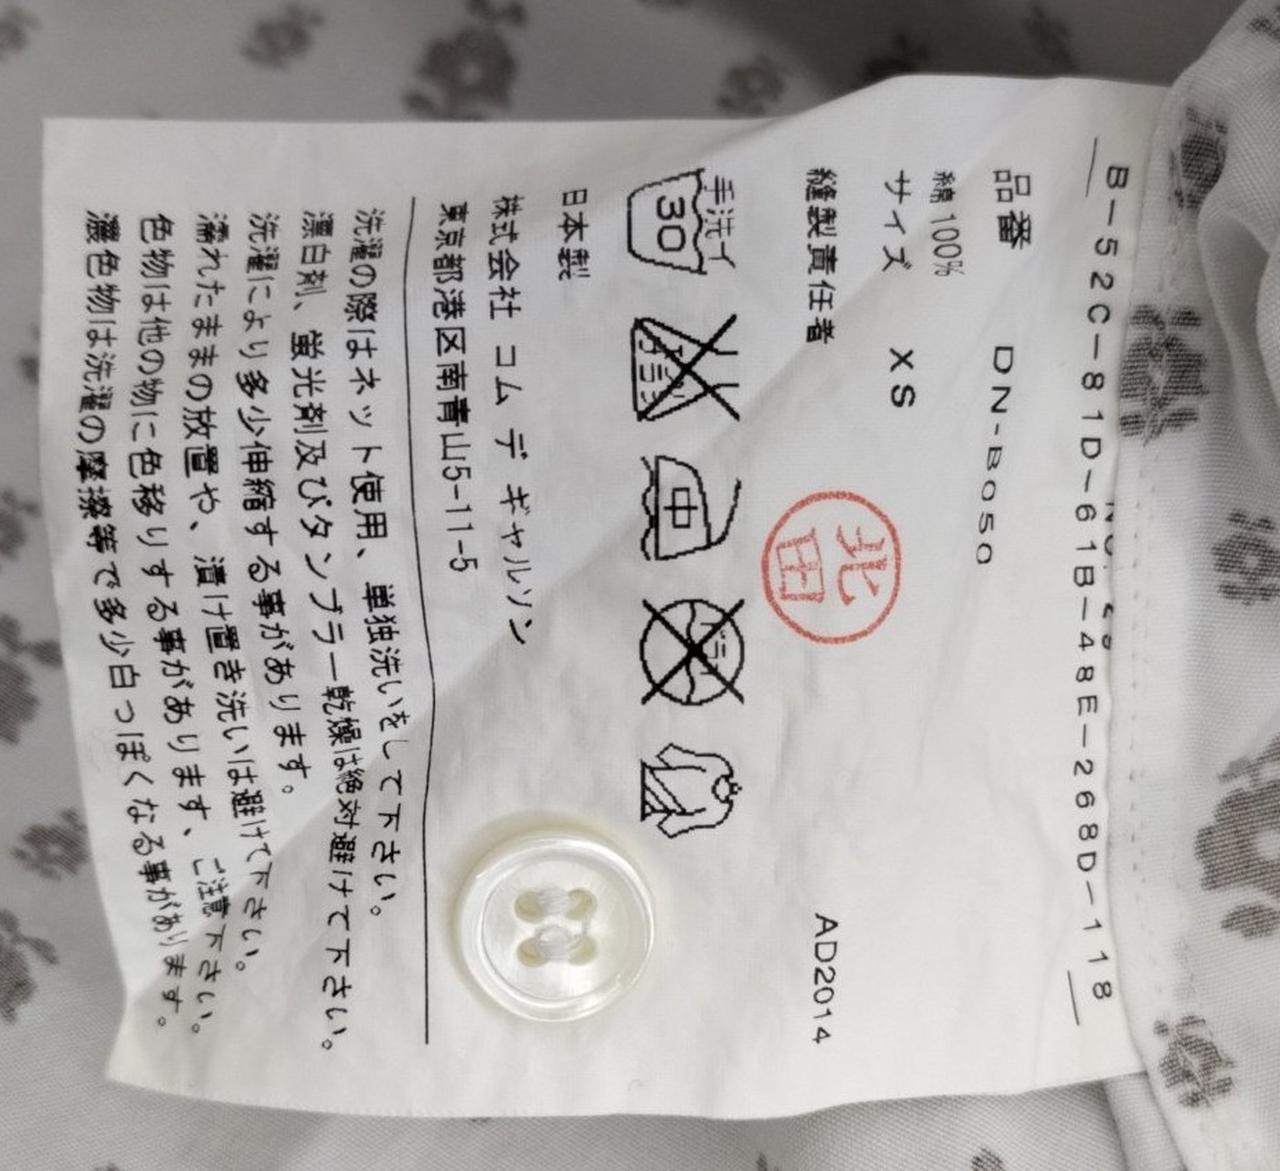 B-52C-81D-61B-48E-268D-118
品番 DN-B050
綿 100%
サイズ XS
縫製責任者 北田 AD2014
手洗イ
30
中
日本製
株式会社 コム デ ギャルソン
東京都港区南青山5-11-5
洗濯の際はネット使用、単独洗いをして下さい。
漂白剤、蛍光剤及びタンブラー乾燥は絶対避けて下さい。
洗濯により多少伸縮する事があります。
濡れたままの放置や、漬け置き洗いは避けて下さい。
色物は他の物に色移りする事があります、ご注意下さい。
濃色物は洗濯の摩擦等で多少白っぽくなる事があります。